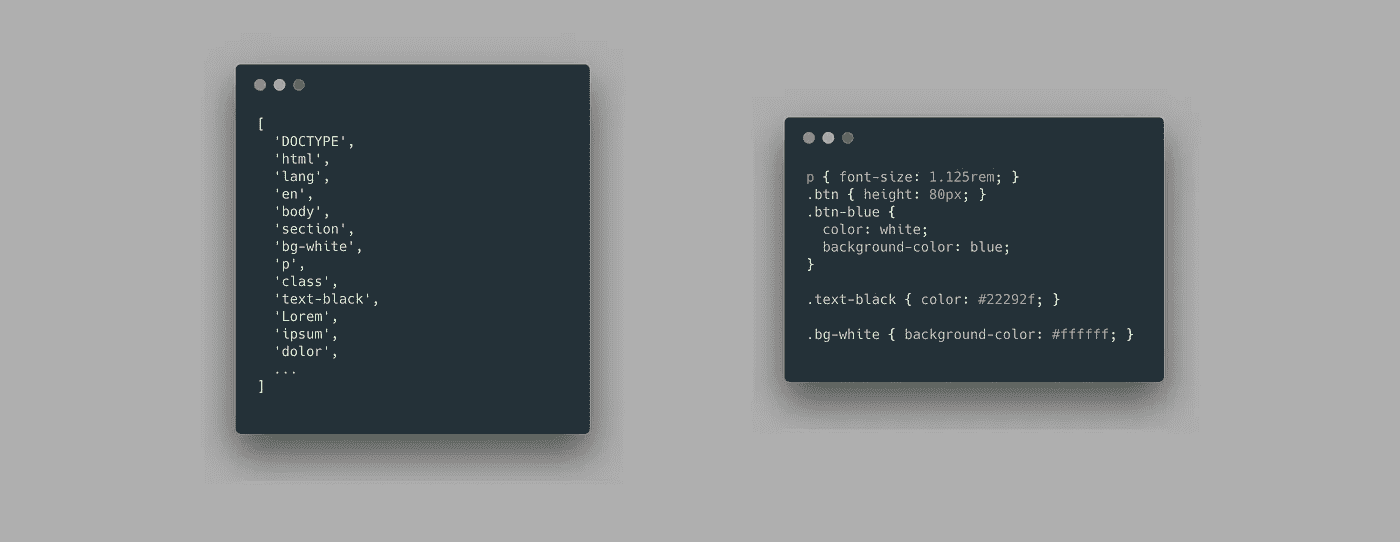 [
  'DOCTYPE',
  'html',
  'lang',
  'en',
  'body',
  'section',
  'bg-white',
  'p',
  'class',
  'text-black',
  'Lorem',
  'ipsum',
  'dolor',
  ...
]
p { font-size: 1.125rem; }
.btn { height: 80px; }
.btn-blue {
  color: white;
  background-color: blue;
}
.text-black { color: #22292f; }
.bg-white { background-color: #ffffff; }